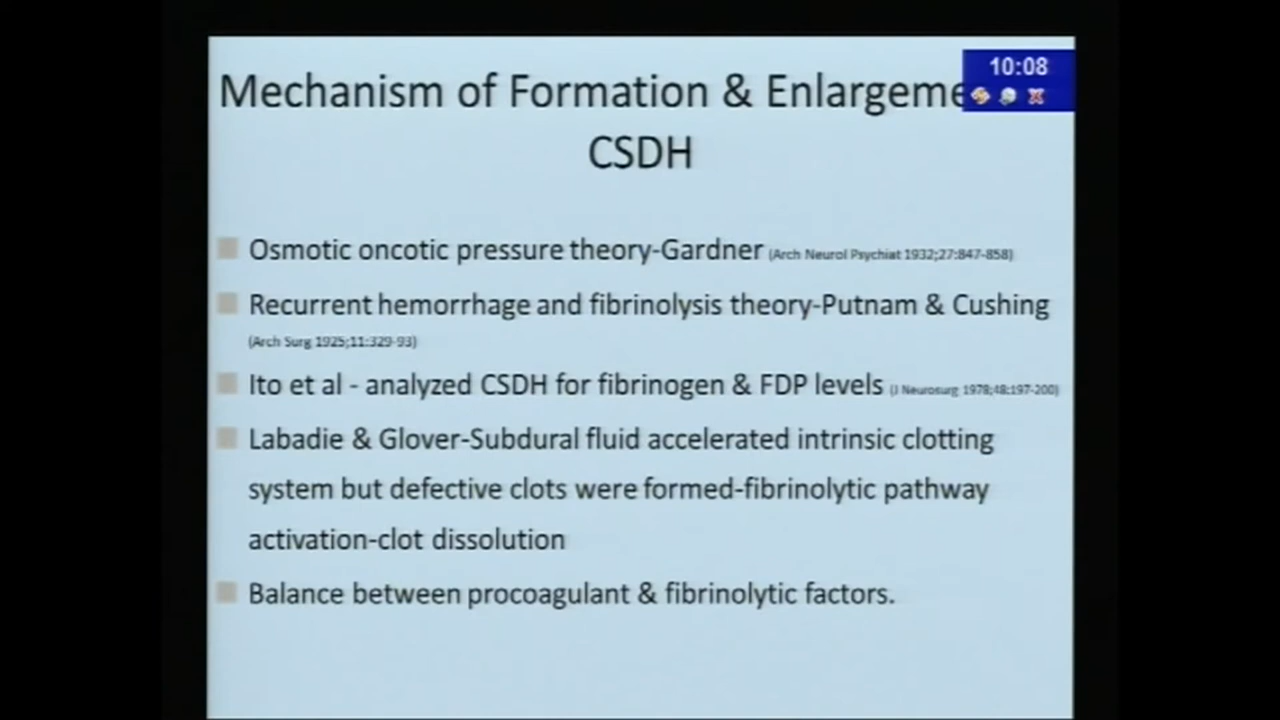 10:08
Mechanism of Formation & Enlargeme
CSDH
Osmotic oncotic pressure theory-Gardner (Arch Neurol Psychiat 1932;27:847-858)
Recurrent hemorrhage and fibrinolysis theory-Putnam & Cushing
(Arch Surg 1925;11:329-93)
Ito et al - analyzed CSDH for fibrinogen & FDP levels (J Neurosurg 1978;48:197-200)
Labadie & Glover-Subdural fluid accelerated intrinsic clotting
system but defective clots were formed-fibrinolytic pathway
activation-clot dissolution
Balance between procoagulant & fibrinolytic factors.